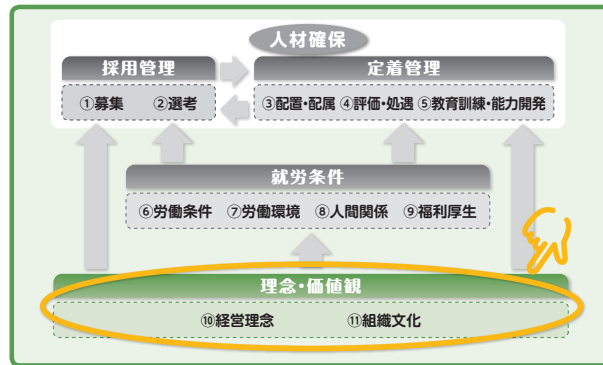 人材確保
採用管理
定着管理
①募集 ②選考
③配置・配展 ④評価・処遇 ⑤教育訓練・能力開発
就労条件
⑥労働条件 ⑦労働環境 ⑧人間関係 ⑨福利厚生
理念・価値観
⑩経営理念 ⑪組織文化